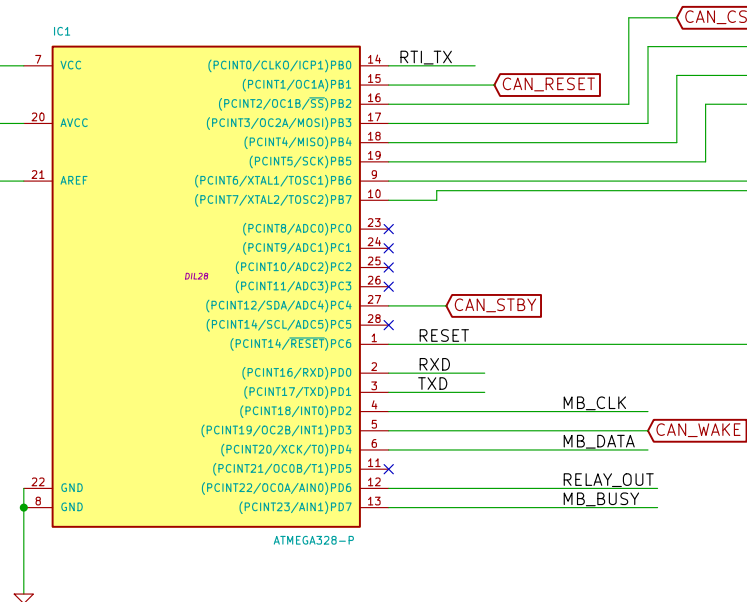 CAN_CS
IC1
7 VCC (PCINT0/CLKO/ICP1)PB0 14 RTI_TX
(PCINT1/OC1A)PB1 15 CAN_RESET
(PCINT2/OC1B/SS)PB2 16
20 AVCC (PCINT3/OC2A/MOSI)PB3 17
(PCINT4/MISO)PB4 18
(PCINT5/SCK)PB5 19
21 AREF (PCINT6/XTAL1/TOSC1)PB6 9
(PCINT7/XTAL2/TOSC2)PB7 10
(PCINT8/ADC0)PC0 23
(PCINT9/ADC1)PC1 24
(PCINT10/ADC2)PC2 25
DIL28 (PCINT11/ADC3)PC3 26
(PCINT12/SDA/ADC4)PC4 27 CAN_STBY
(PCINT14/SCL/ADC5)PC5 28
(PCINT14/RESET)PC6 1 RESET
(PCINT16/RXD)PD0 2 RXD
(PCINT17/TXD)PD1 3 TXD
(PCINT18/INT0)PD2 4 MB_CLK
(PCINT19/OC2B/INT1)PD3 5 CAN_WAKE
(PCINT20/XCK/T0)PD4 6 MB_DATA
(PCINT21/OC0B/T1)PD5 11
22 GND (PCINT22/OC0A/AIN0)PD6 12 RELAY_OUT
8 GND (PCINT23/AIN1)PD7 13 MB_BUSY
ATMEGA328-P